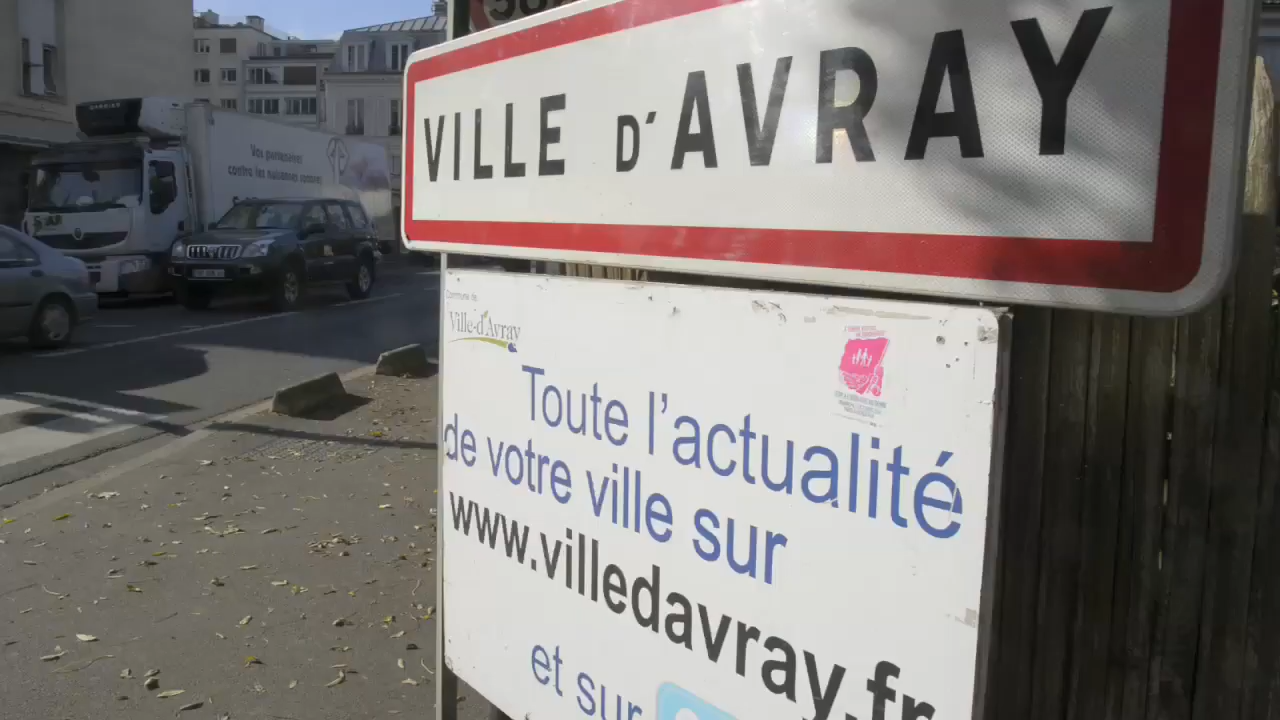 50
VILLE D'AVRAY
Vos partenaires
contre les nuisances sonores
Commune de
Ville-d'Avray
Toute l'actualité
de votre ville sur
www.villedavray.fr
et sur